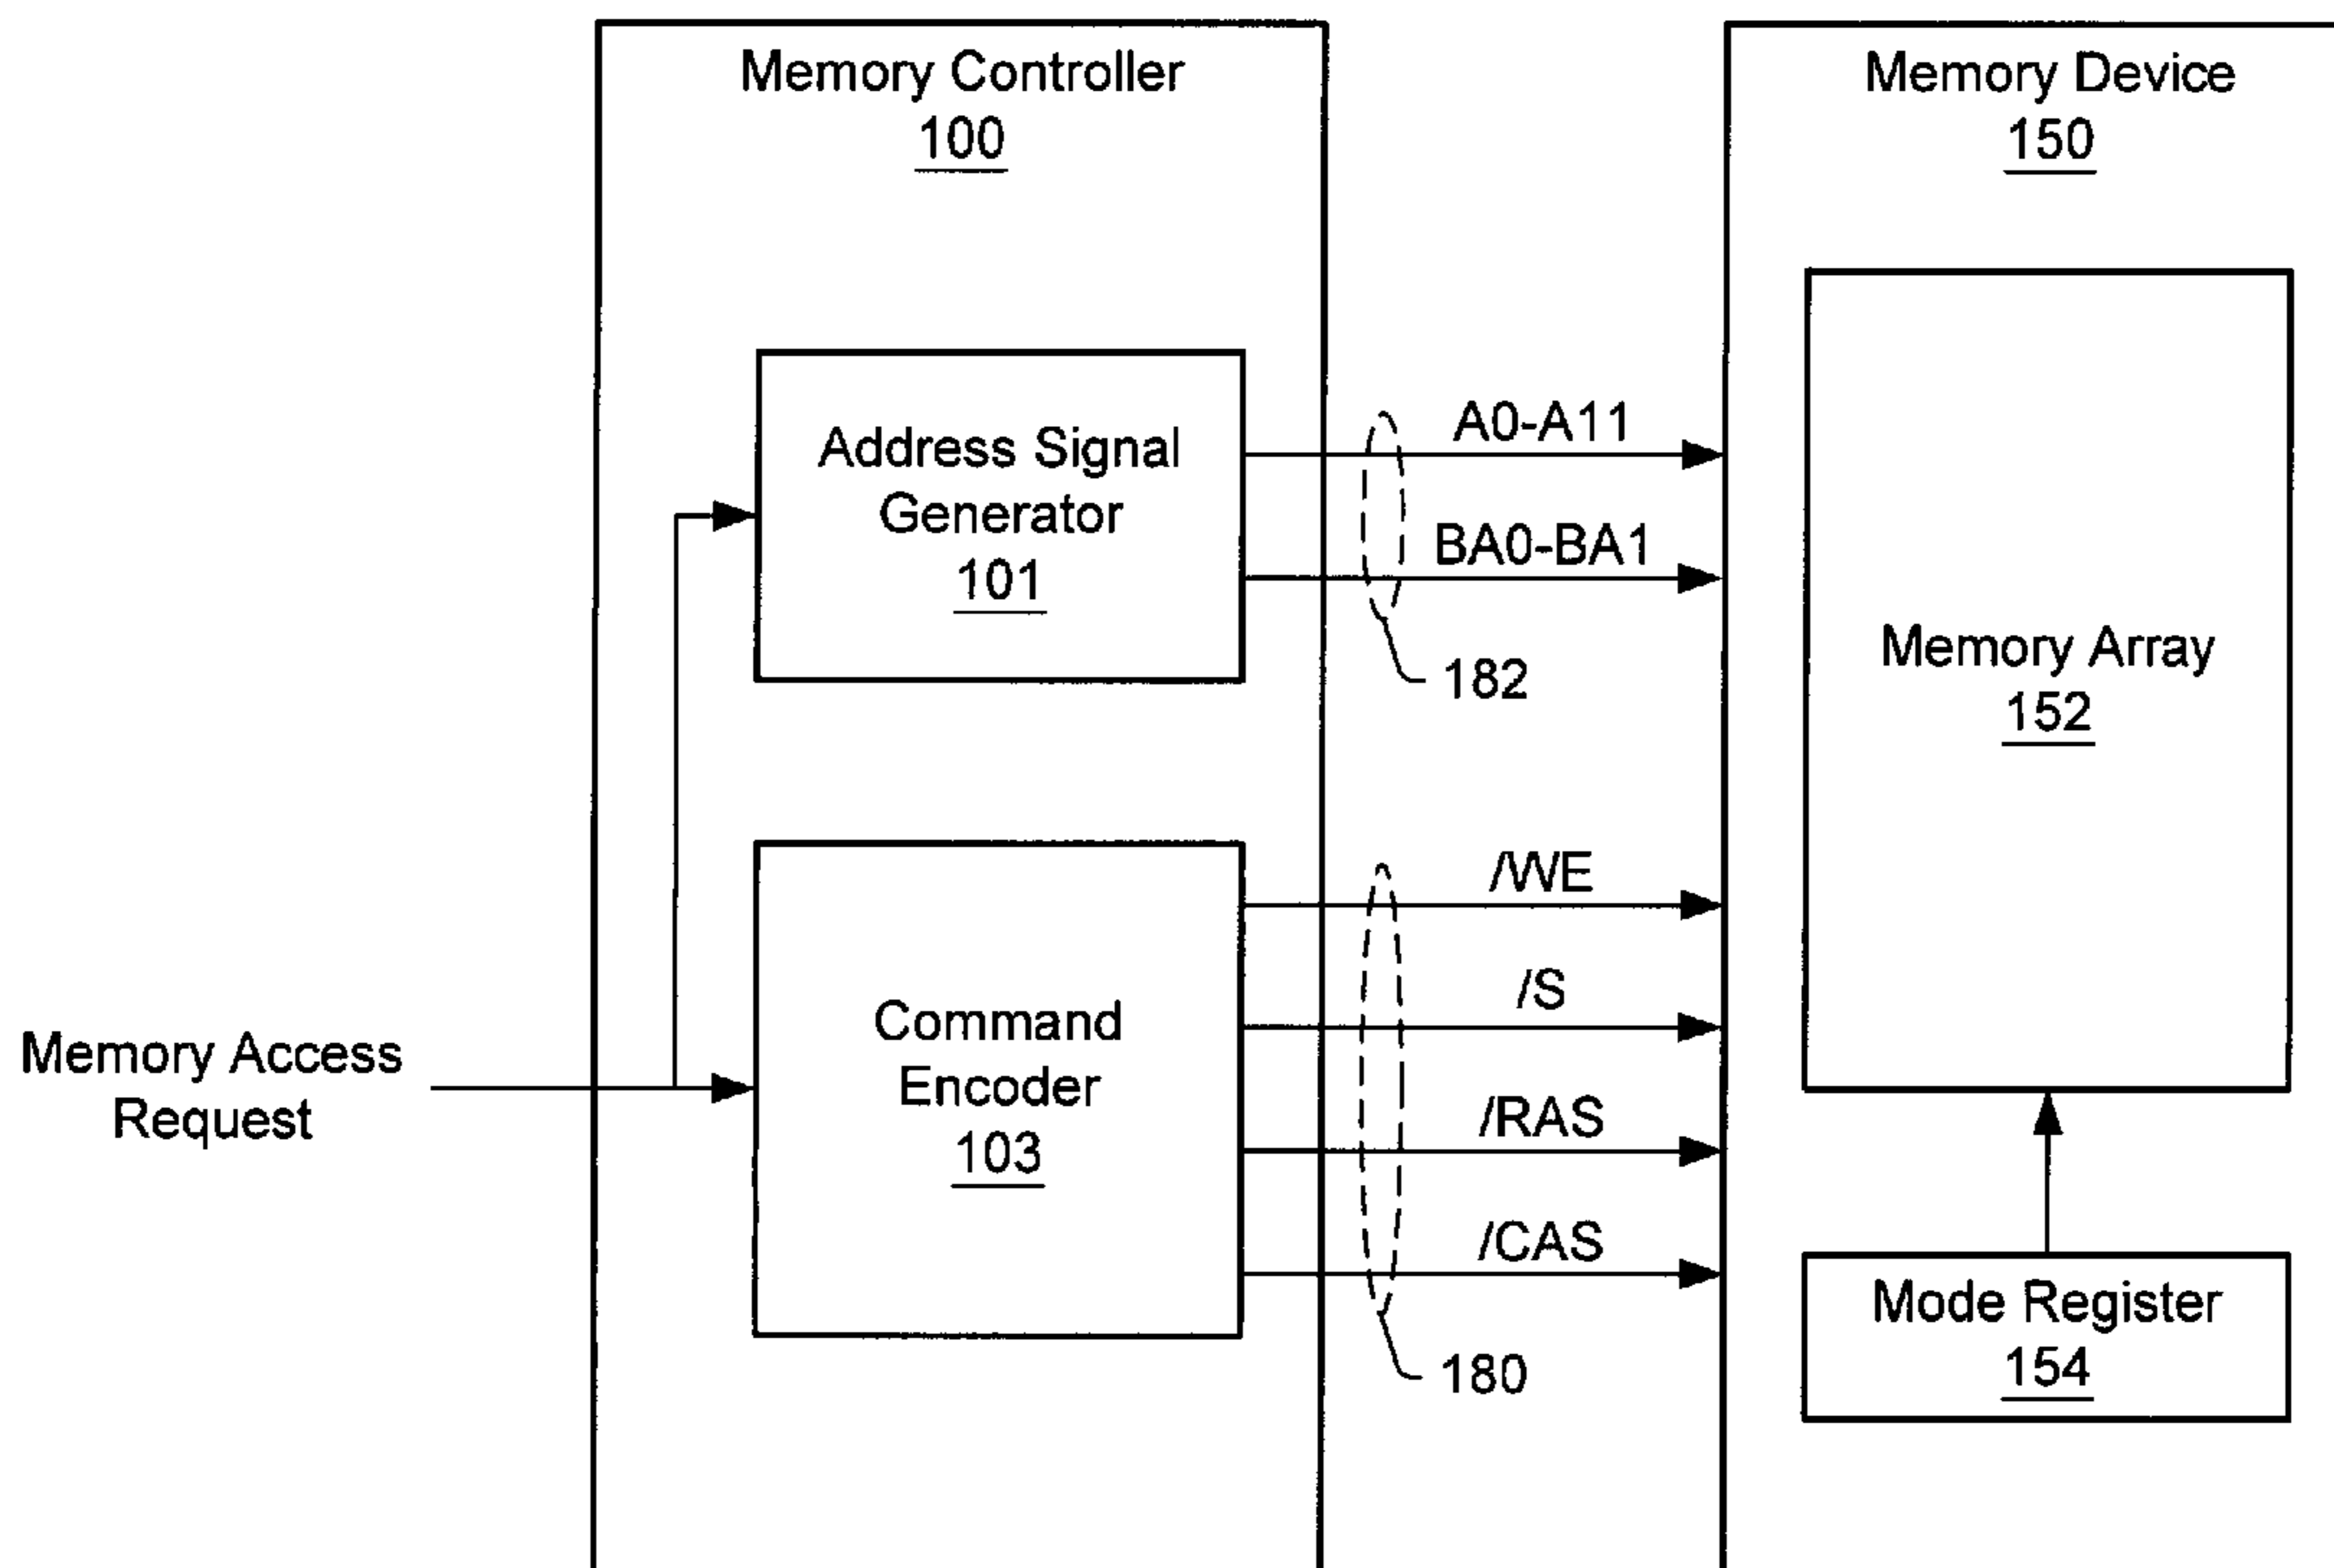 Memory Controller
100
Memory Device
150
Address Signal
Generator
101
A0-A11
BA0-BA1
182
Memory Array
152
Memory Access
Request
Command
Encoder
103
/WE
/S
/RAS
/CAS
180
Mode Register
154